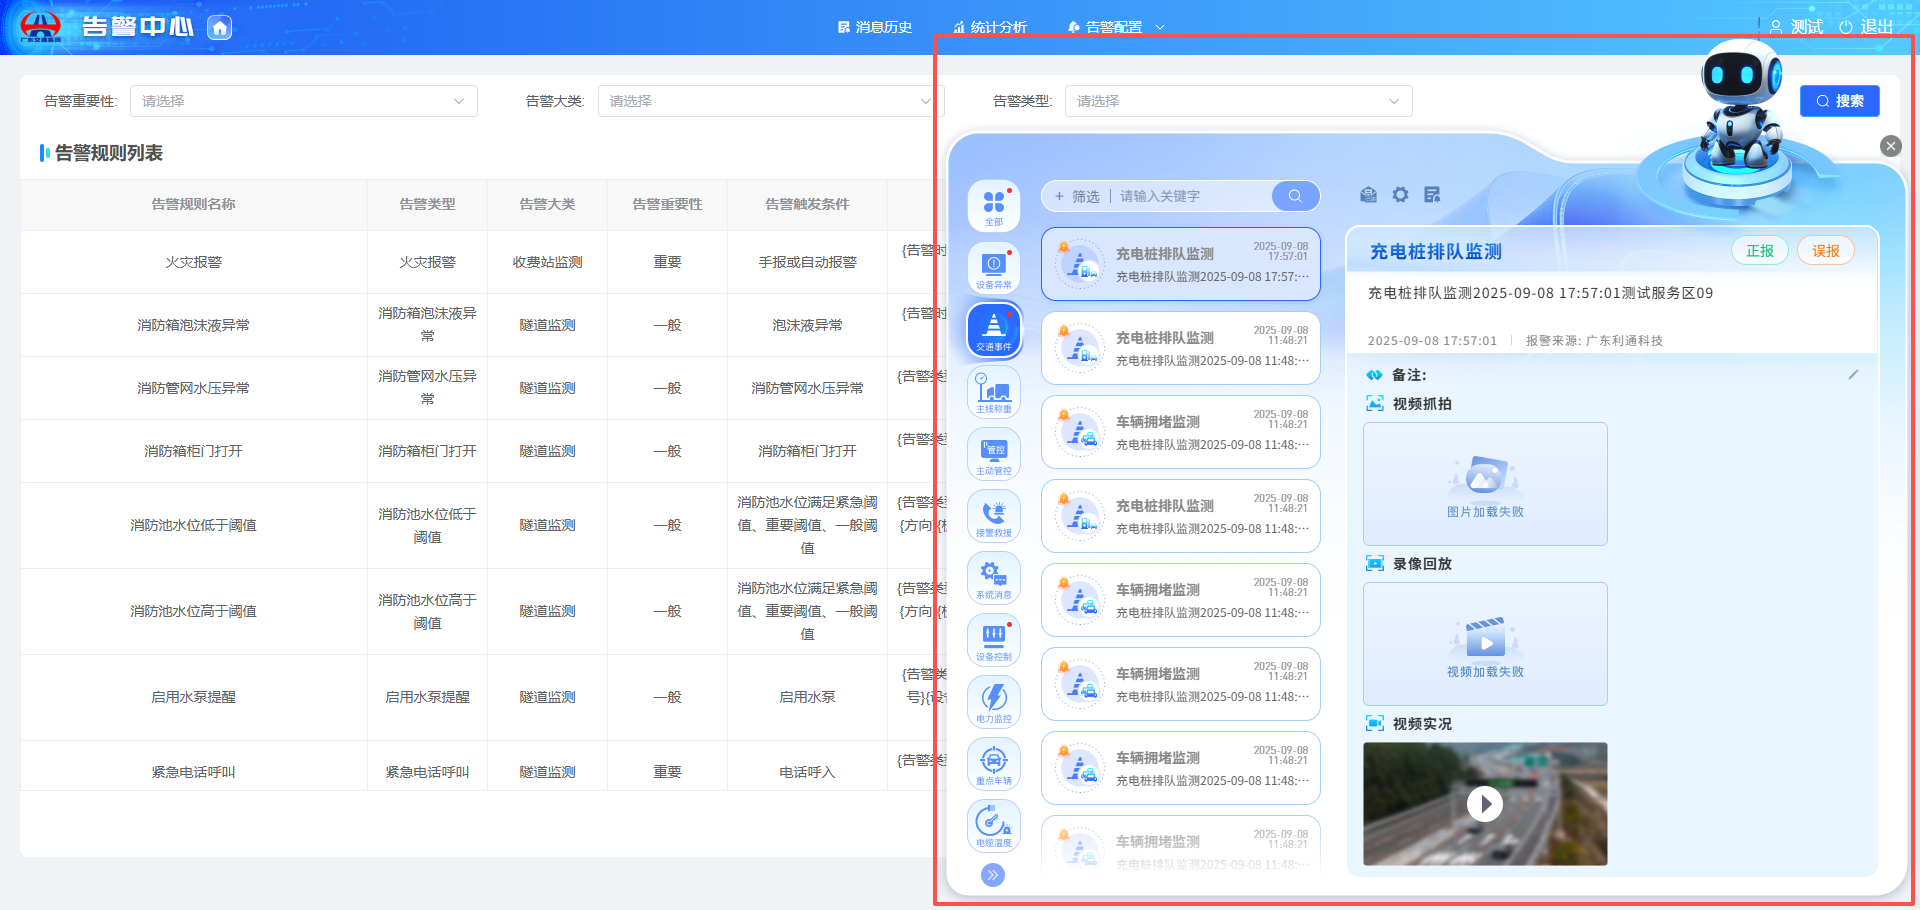 广东交通集团
告警中心
消息历史
统计分析
告警配置
测试
退出
告警重要性:
请选择
告警大类:
请选择
告警类型:
请选择
搜索
告警规则列表
告警规则名称 告警类型 告警大类 告警重要性 告警触发条件
火灾报警 火灾报警 收费站监测 重要 手报或自动报警 {告警时
消防箱泡沫液异常 消防箱泡沫液异常 隧道监测 一般 泡沫液异常 {告警时
消防管网水压异常 消防管网水压异常 隧道监测 一般 消防管网水压异常 {告警类
消防箱柜门打开 消防箱柜门打开 隧道监测 一般 消防箱柜门打开 {告警类
消防池水位低于阈值 消防池水位低于阈值 隧道监测 一般 消防池水位满足紧急阈值、重要阈值、一般阈值 {告警类 {方向}
消防池水位高于阈值 消防池水位高于阈值 隧道监测 一般 消防池水位满足紧急阈值、重要阈值、一般阈值 {告警类 {方向}
启用水泵提醒 启用水泵提醒 隧道监测 一般 启用水泵 {告警类 号}{设
紧急电话呼叫 紧急电话呼叫 隧道监测 重要 电话呼入 {告警类
全部
设备异常
交通事件
主线称重
管控
主动管控
接警救援
系统消息
设备控制
电力监控
重点车辆
电缆温度
+ 筛选
请输入关键字
充电桩排队监测
2025-09-08
17:57:01
充电桩排队监测2025-09-08 17:57:···
充电桩排队监测
2025-09-08
11:48:21
充电桩排队监测2025-09-08 11:48:···
车辆拥堵监测
2025-09-08
11:48:21
充电桩排队监测2025-09-08 11:48:···
充电桩排队监测
2025-09-08
11:48:21
充电桩排队监测2025-09-08 11:48:···
车辆拥堵监测
2025-09-08
11:48:21
充电桩排队监测2025-09-08 11:48:···
车辆拥堵监测
2025-09-08
11:48:21
充电桩排队监测2025-09-08 11:48:···
车辆拥堵监测
2025-09-08
11:48:21
充电桩排队监测2025-09-08 11:48:···
车辆拥堵监测
2025-09-08
11:48:21
充电桩排队监测2025-09-08 11:48:···
充电桩排队监测
正报
误报
充电桩排队监测2025-09-08 17:57:01测试服务区09
2025-09-08 17:57:01
报警来源: 广东利通科技
备注:
视频抓拍
图片加载失败
录像回放
视频加载失败
视频实况